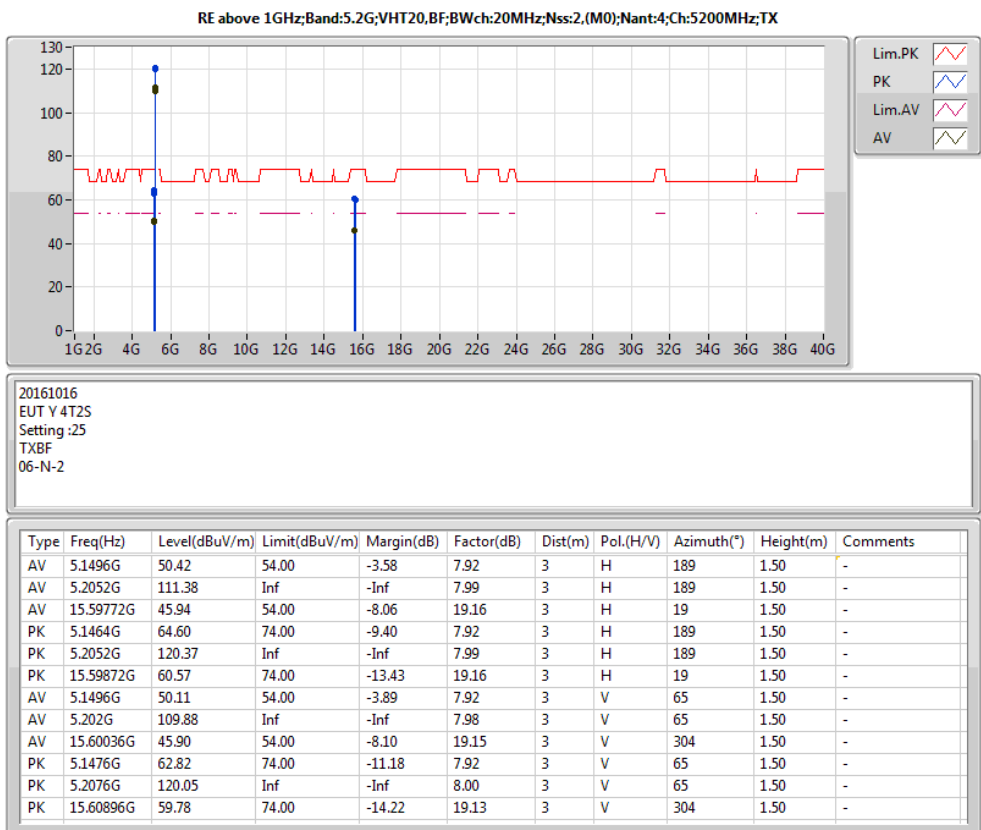 RE above 1GHz;Band:5.2G;VHT20,BF;BWch:20MHz;Nss:2,(M0);Nant:4;Ch:5200MHz;TX
130
120
100
80
60
40
20
0
1G 2G 4G 6G 8G 10G 12G 14G 16G 18G 20G 22G 24G 26G 28G 30G 32G 34G 36G 38G 40G
Lim.PK
PK
Lim.AV
AV
20161016
EUT Y 4T2S
Setting :25
TXBF
06-N-2
Type Freq(Hz) Level(dBuV/m) Limit(dBuV/m) Margin(dB) Factor(dB) Dist(m) Pol.(H/V) Azimuth(°) Height(m) Comments
AV 5.1496G 50.42 54.00 -3.58 7.92 3 H 189 1.50 -
AV 5.2052G 111.38 Inf -Inf 7.99 3 H 189 1.50 -
AV 15.59772G 45.94 54.00 -8.06 19.16 3 H 19 1.50 -
PK 5.1464G 64.60 74.00 -9.40 7.92 3 H 189 1.50 -
PK 5.2052G 120.37 Inf -Inf 7.99 3 H 189 1.50 -
PK 15.59872G 60.57 74.00 -13.43 19.16 3 H 19 1.50 -
AV 5.1496G 50.11 54.00 -3.89 7.92 3 V 65 1.50 -
AV 5.202G 109.88 Inf -Inf 7.98 3 V 65 1.50 -
AV 15.60036G 45.90 54.00 -8.10 19.15 3 V 304 1.50 -
PK 5.1476G 62.82 74.00 -11.18 7.92 3 V 65 1.50 -
PK 5.2076G 120.05 Inf -Inf 8.00 3 V 65 1.50 -
PK 15.60896G 59.78 74.00 -14.22 19.13 3 V 304 1.50 -